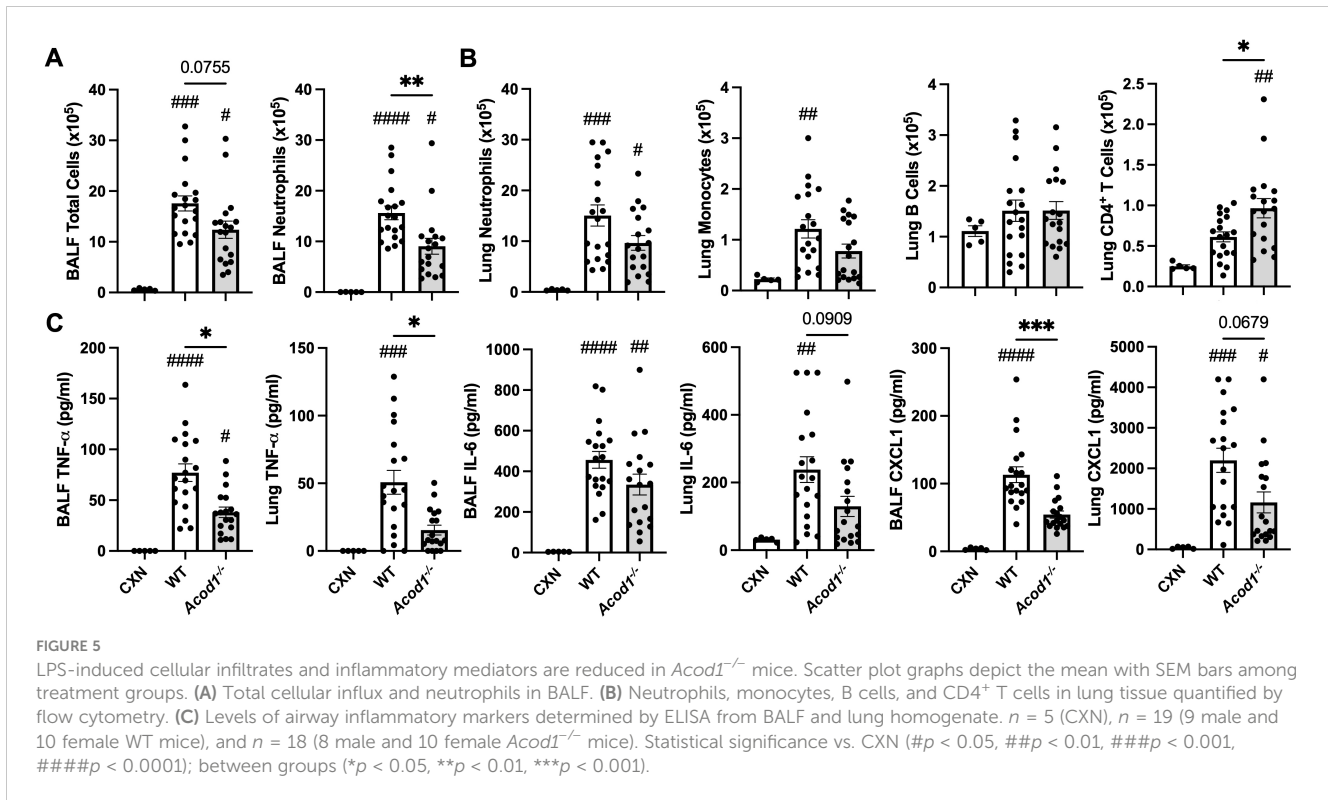 A
B
0.0755
###
#
BALF Total Cells (x10⁵)
40
30
20
10
0
**
####
#
BALF Neutrophils (x10⁵)
40
30
20
10
0
###
#
Lung Neutrophils (x10⁵)
40
30
20
10
0
##
Lung Monocytes (x10⁵)
4
3
2
1
0
Lung B Cells (x10⁵)
4
3
2
1
0
*
##
Lung CD4⁺ T Cells (x10⁵)
2.5
2.0
1.5
1.0
0.5
0.0
C
*
####
#
BALF TNF-α (pg/ml)
200
150
100
50
0
CXN
WT
Acod1⁻/⁻
*
###
Lung TNF-α (pg/ml)
150
100
50
0
CXN
WT
Acod1⁻/⁻
####
##
BALF IL-6 (pg/ml)
1000
800
600
400
200
0
CXN
WT
Acod1⁻/⁻
0.0909
##
Lung IL-6 (pg/ml)
600
400
200
0
CXN
WT
Acod1⁻/⁻
***
####
BALF CXCL1 (pg/ml)
300
200
100
0
CXN
WT
Acod1⁻/⁻
0.0679
###
#
Lung CXCL1 (pg/ml)
5000
4000
3000
2000
1000
0
CXN
WT
Acod1⁻/⁻
FIGURE 5
LPS-induced cellular infiltrates and inflammatory mediators are reduced in Acod1⁻/⁻ mice. Scatter plot graphs depict the mean with SEM bars among
treatment groups. (A) Total cellular influx and neutrophils in BALF. (B) Neutrophils, monocytes, B cells, and CD4⁺ T cells in lung tissue quantified by
flow cytometry. (C) Levels of airway inflammatory markers determined by ELISA from BALF and lung homogenate. n = 5 (CXN), n = 19 (9 male and
10 female WT mice), and n = 18 (8 male and 10 female Acod1⁻/⁻ mice). Statistical significance vs. CXN (#p < 0.05, ##p < 0.01, ###p < 0.001,
####p < 0.0001); between groups (*p < 0.05, **p < 0.01, ***p < 0.001).